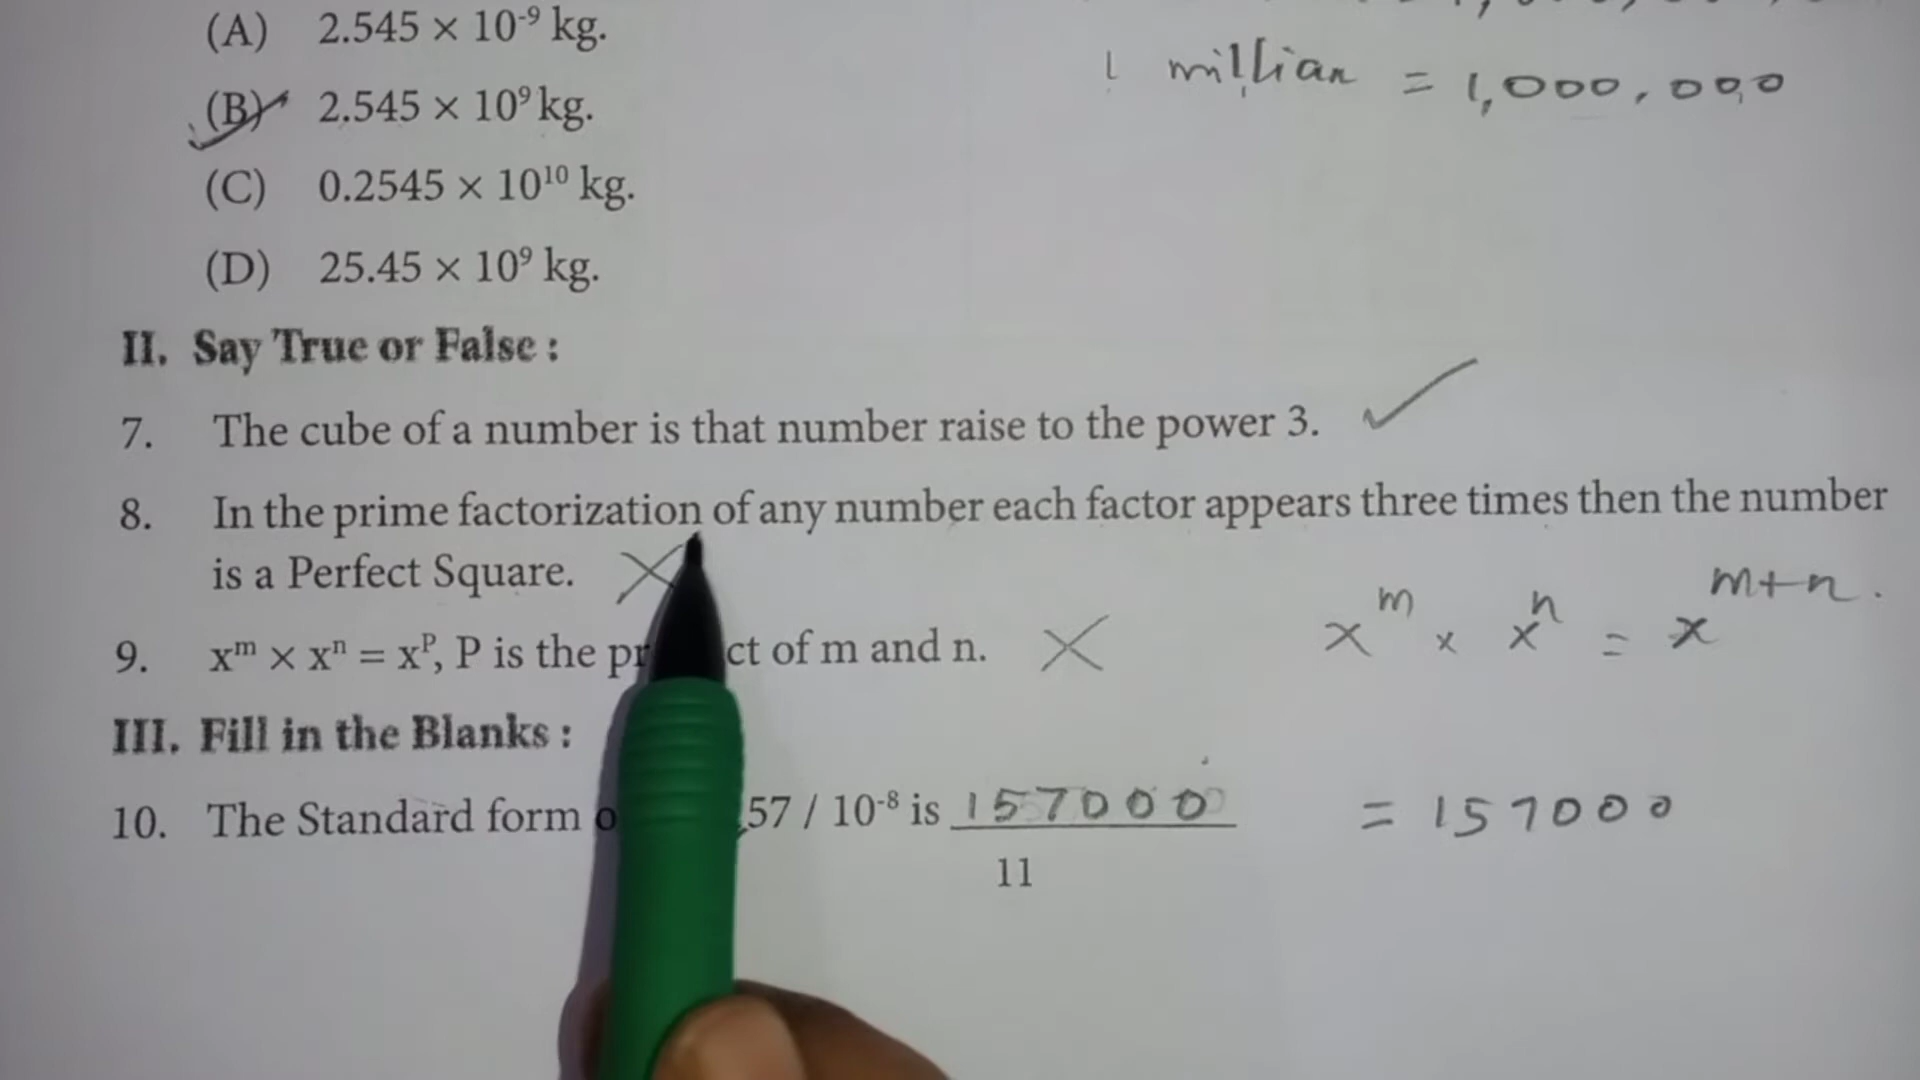 (A) 2.545 × 10⁻⁹ kg.
1 million = 1,000,000
(B) 2.545 × 10⁹ kg.
(C) 0.2545 × 10¹⁰ kg.
(D) 25.45 × 10⁹ kg.
II. Say True or False :
7. The cube of a number is that number raise to the power 3. ✓
8. In the prime factorization of any number each factor appears three times then the number
is a Perfect Square. ✗
9. xᵐ × xⁿ = xᴾ, P is the pr ct of m and n. ✗
xᵐ × xⁿ = xᵐ⁺ⁿ.
III. Fill in the Blanks :
10. The Standard form 57 / 10⁻⁸ is 157000
= 157000
11